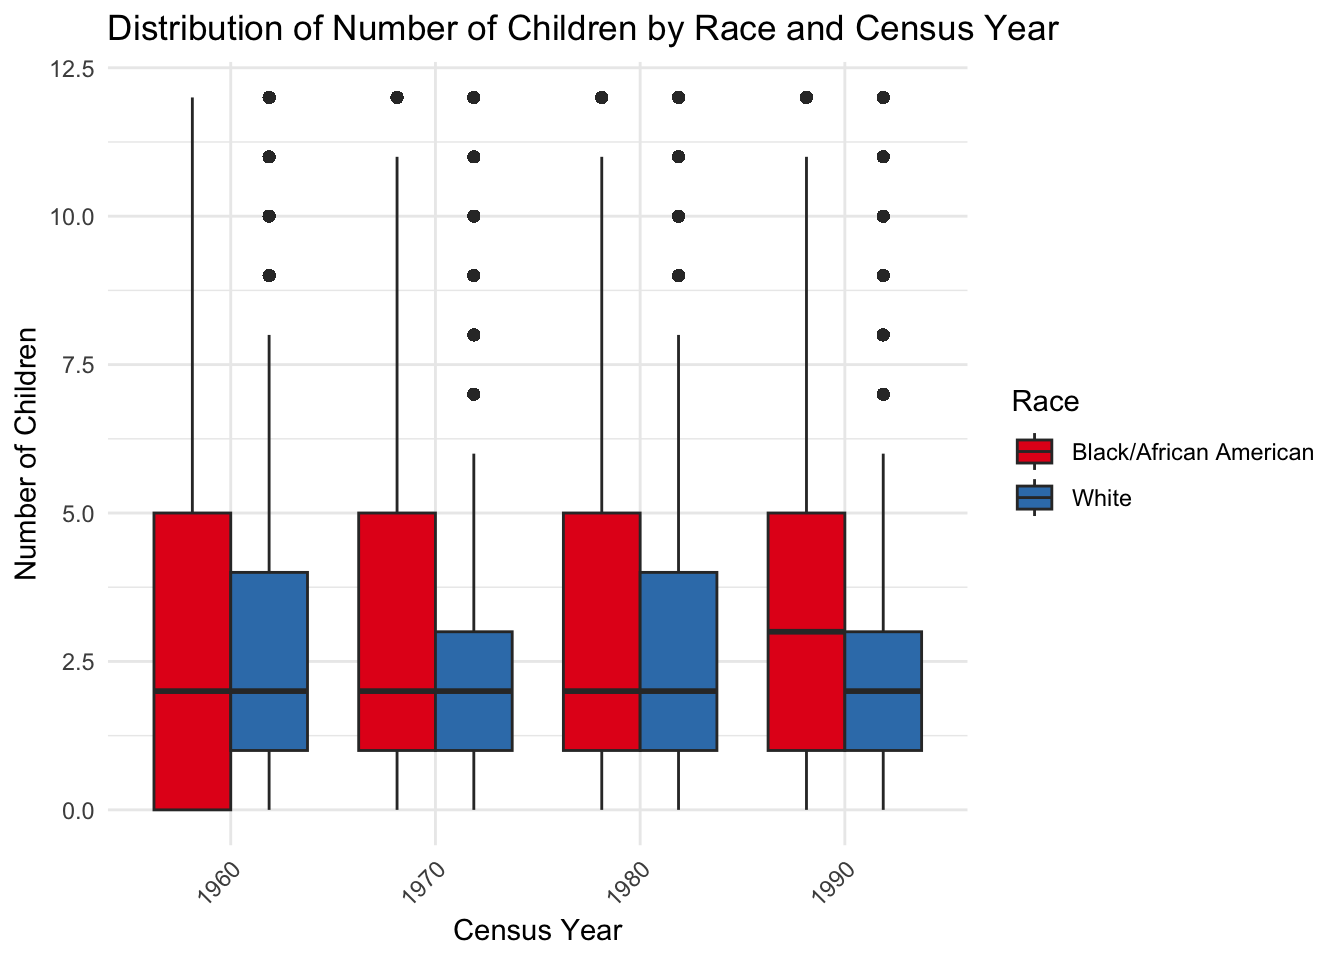 Distribution of Number of Children by Race and Census Year
12.5
10.0
7.5
5.0
2.5
0.0
Number of Children
1960
1970
1980
1990
Census Year
Race
Black/African American
White